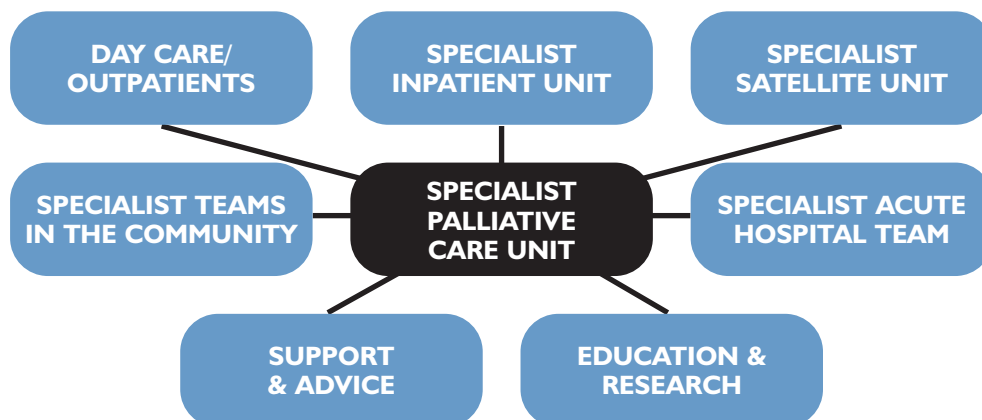 DAY CARE/
OUTPATIENTS
SPECIALIST
INPATIENT UNIT
SPECIALIST
SATELLITE UNIT
SPECIALIST TEAMS
IN THE COMMUNITY
SPECIALIST
PALLIATIVE
CARE UNIT
SPECIALIST ACUTE
HOSPITAL TEAM
SUPPORT
& ADVICE
EDUCATION &
RESEARCH